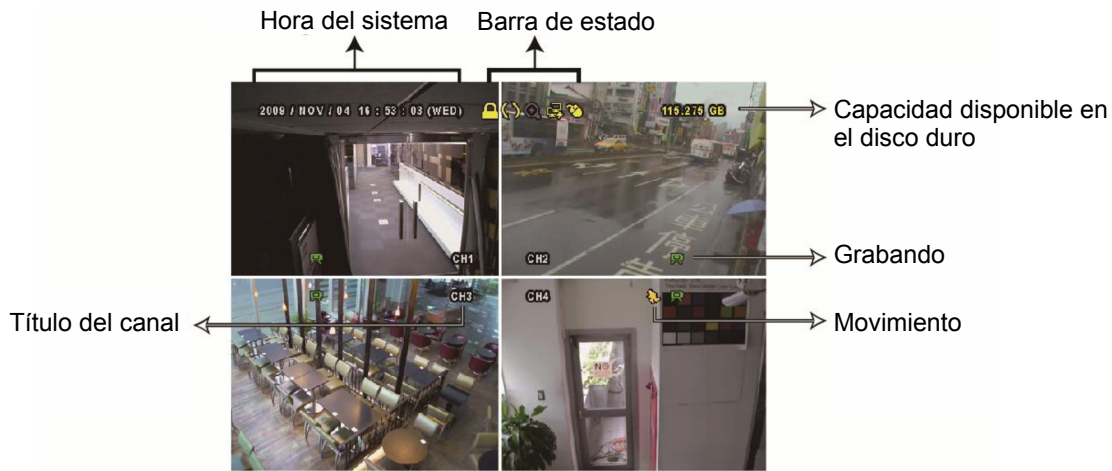 Hora del sistema
Barra de estado
2009 / NOV / 04 16 : 53 : 03 (WED)
115.275 GB
Capacidad disponible en
el disco duro
CH1
CH2
Grabando
CH3
CH4
Título del canal
Movimiento
NO